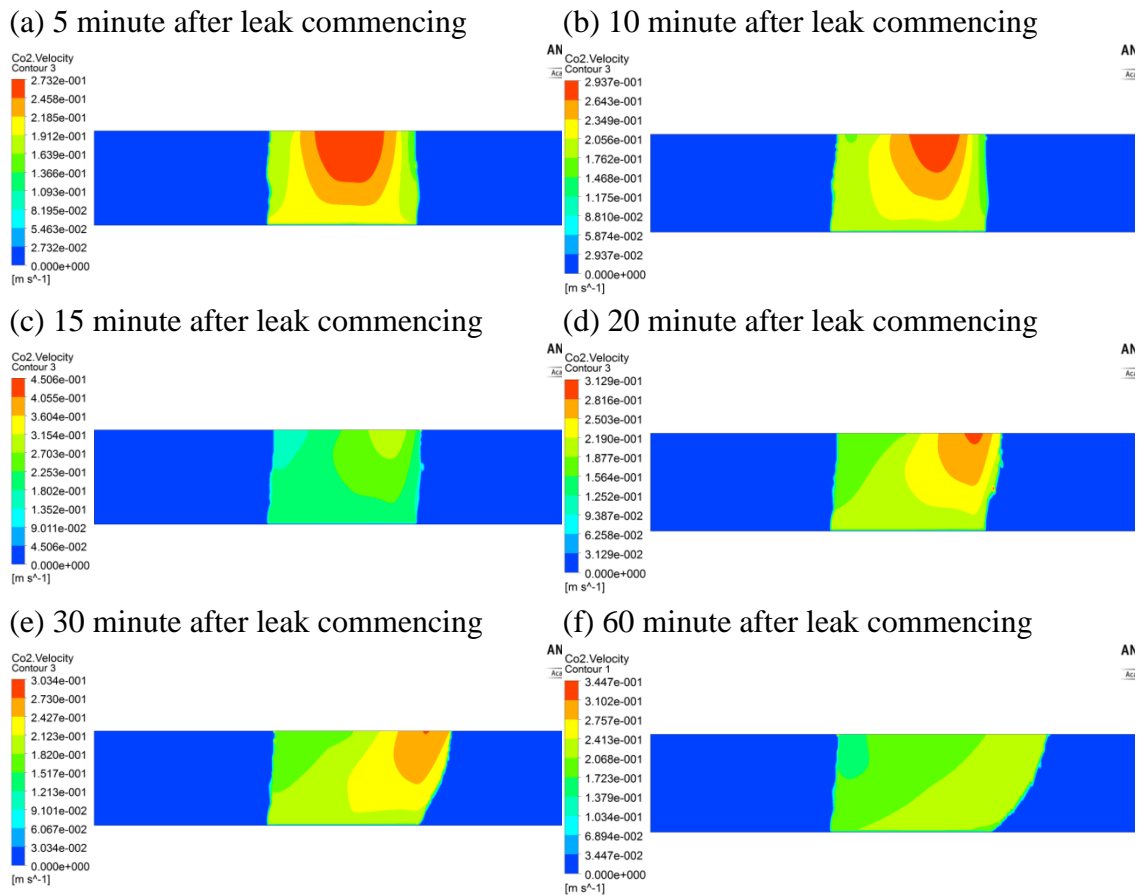 (a) 5 minute after leak commencing
Co2.Velocity
Contour 3
2.732e-001
2.458e-001
2.185e-001
1.912e-001
1.639e-001
1.366e-001
1.093e-001
8.195e-002
5.463e-002
2.732e-002
0.000e+000
[m s^-1]
AN
Aca
(b) 10 minute after leak commencing
Co2.Velocity
Contour 3
2.937e-001
2.643e-001
2.349e-001
2.056e-001
1.762e-001
1.468e-001
1.175e-001
8.810e-002
5.874e-002
2.937e-002
0.000e+000
[m s^-1]
AN
Aca
(c) 15 minute after leak commencing
Co2.Velocity
Contour 3
4.506e-001
4.055e-001
3.604e-001
3.154e-001
2.703e-001
2.253e-001
1.802e-001
1.352e-001
9.011e-002
4.506e-002
0.000e+000
[m s^-1]
AN
Aca
(d) 20 minute after leak commencing
Co2.Velocity
Contour 3
3.129e-001
2.816e-001
2.503e-001
2.190e-001
1.877e-001
1.564e-001
1.252e-001
9.387e-002
6.258e-002
3.129e-002
0.000e+000
[m s^-1]
AN
Aca
(e) 30 minute after leak commencing
Co2.Velocity
Contour 3
3.034e-001
2.730e-001
2.427e-001
2.123e-001
1.820e-001
1.517e-001
1.213e-001
9.101e-002
6.067e-002
3.034e-002
0.000e+000
[m s^-1]
AN
Aca
(f) 60 minute after leak commencing
Co2.Velocity
Contour 1
3.447e-001
3.102e-001
2.757e-001
2.413e-001
2.068e-001
1.723e-001
1.379e-001
1.034e-001
6.894e-002
3.447e-002
0.000e+000
[m s^-1]
AN
Aca